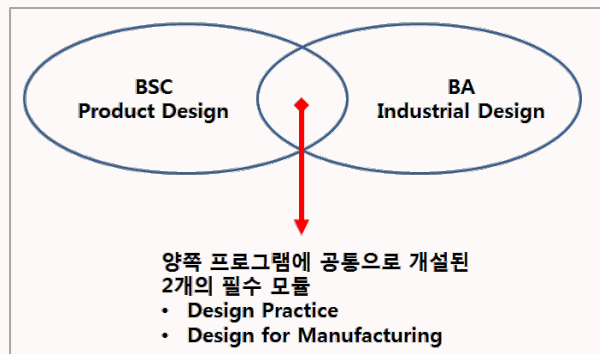 BSC
Product Design
BA
Industrial Design
양쪽 프로그램에 공통으로 개설된
2개의 필수 모듈
• Design Practice
• Design for Manufacturing